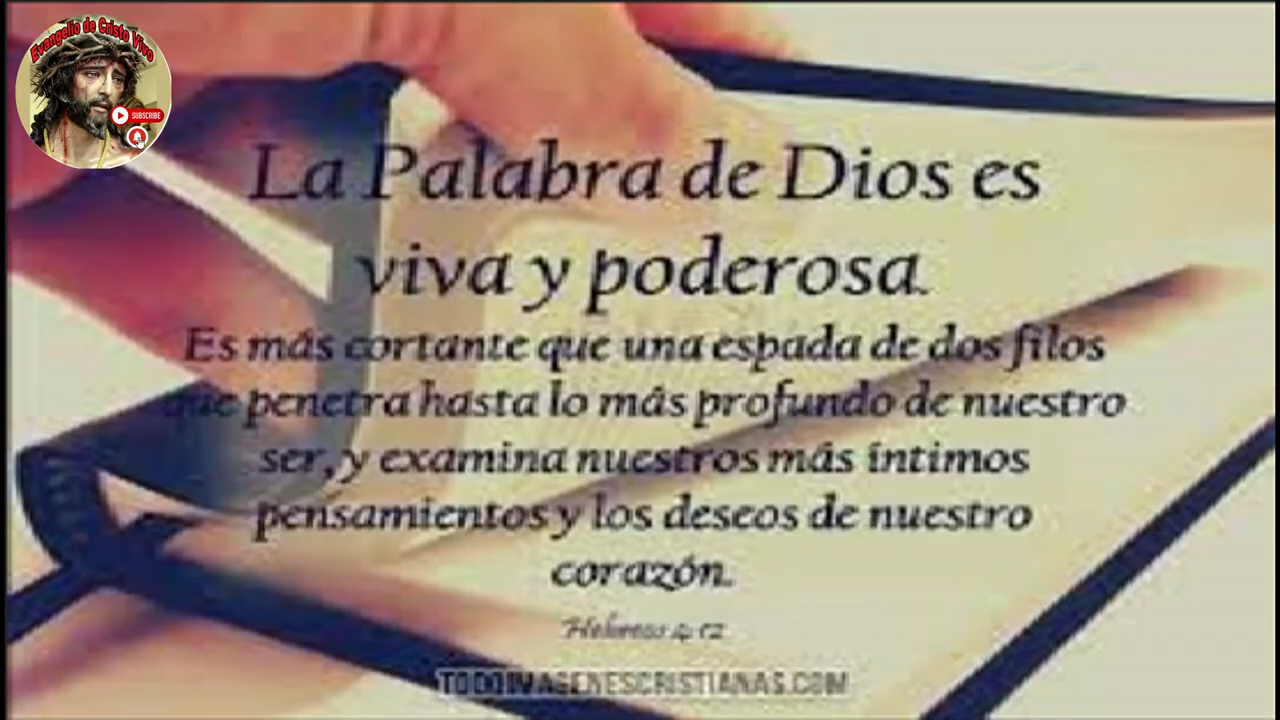 Evangelio de Cristo Vivo
SUBSCRIBE
La Palabra de Dios es
viva y poderosa.
Es más cortante que una espada de dos filos
que penetra hasta lo más profundo de nuestro
ser, y examina nuestros más íntimos
pensamientos y los deseos de nuestro
corazón.
Hebreos 4:12
TODOIMAGENESCRISTIANAS.COM